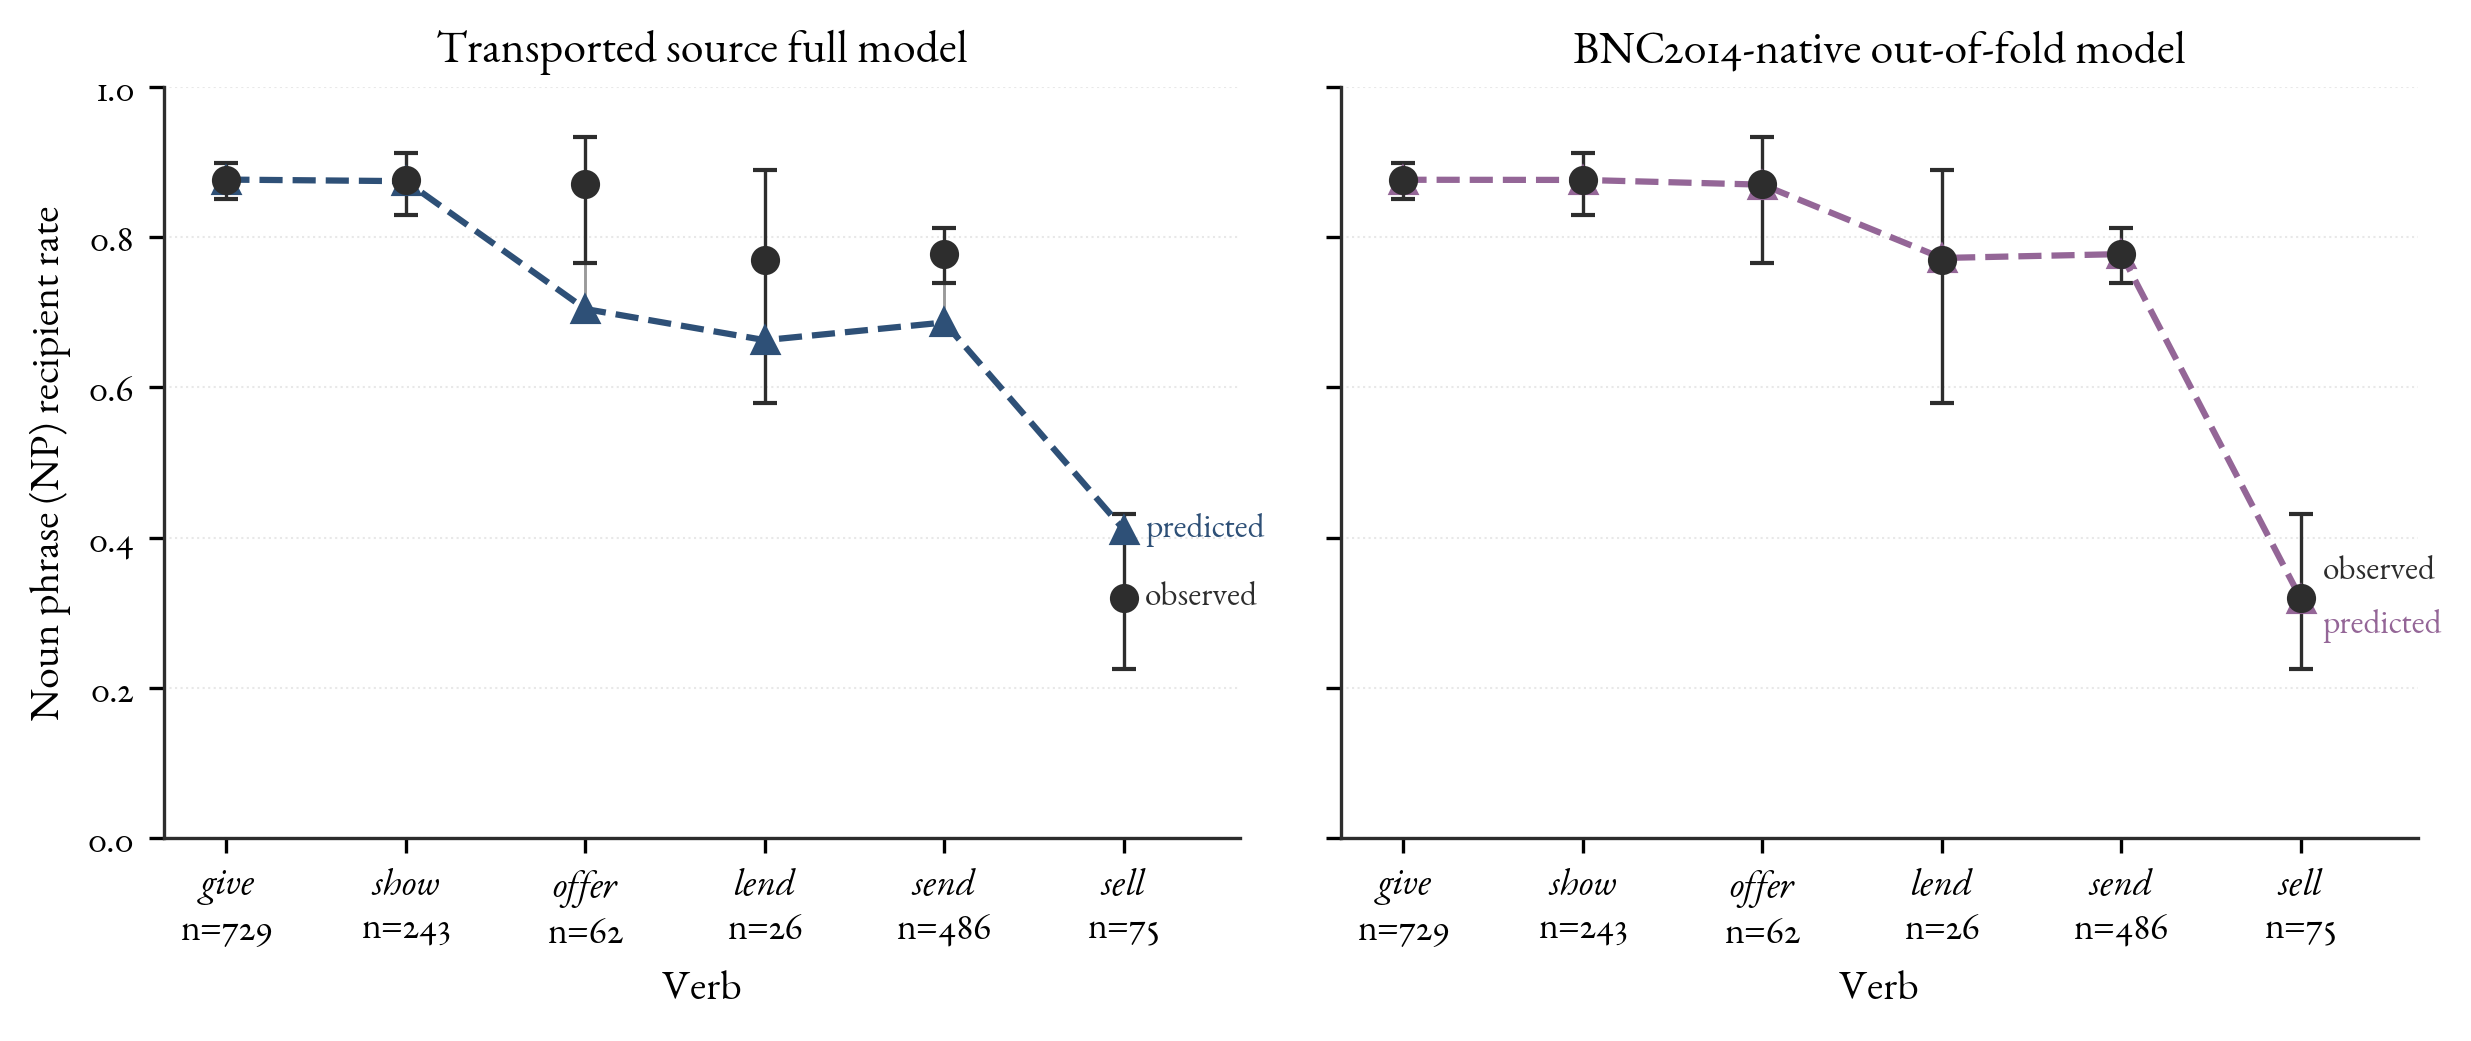 Transported source full model
BNC2014-native out-of-fold model
Noun phrase (NP) recipient rate
1.0
0.8
0.6
0.4
0.2
0.0
predicted
observed
observed
predicted
give show offer lend send sell
n=729 n=243 n=62 n=26 n=486 n=75
Verb
give show offer lend send sell
n=729 n=243 n=62 n=26 n=486 n=75
Verb